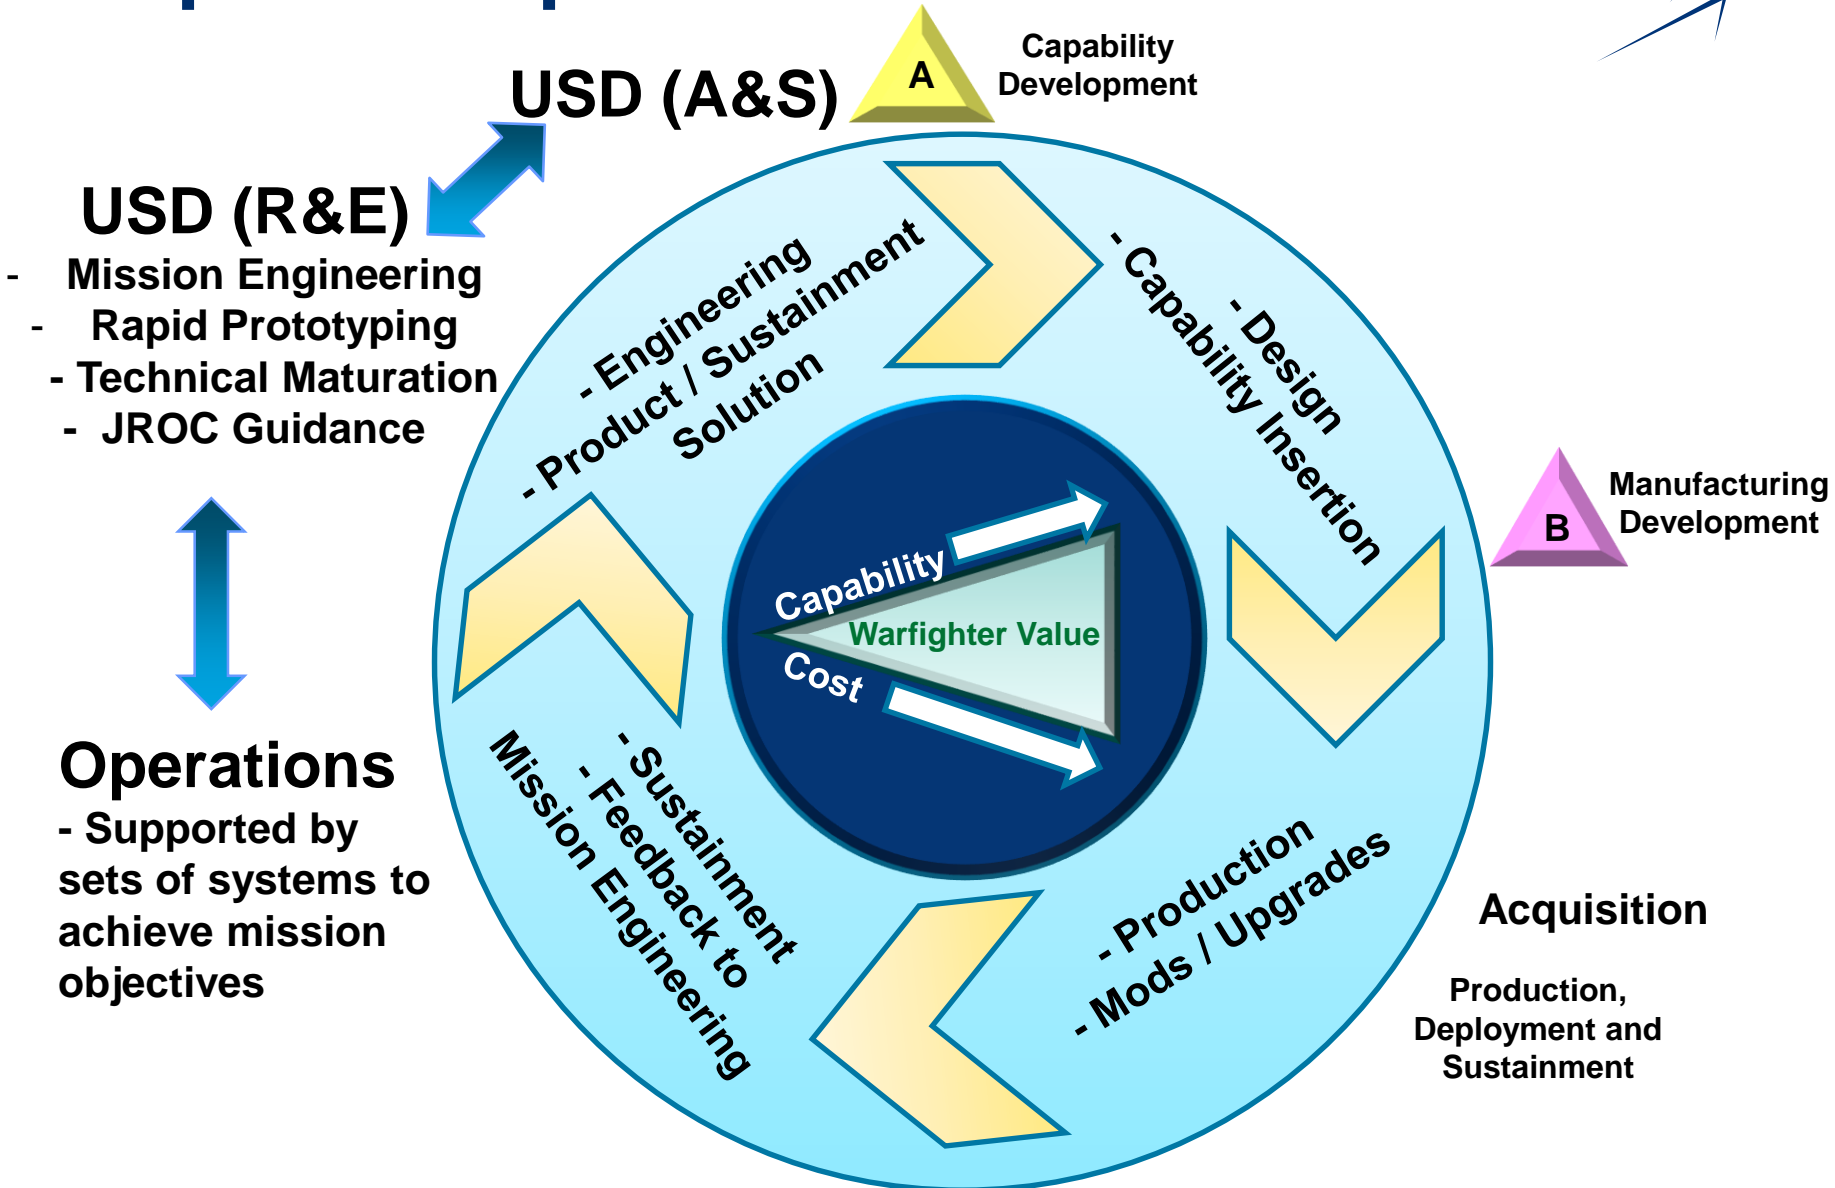 USD (A&S)
A
Capability
Development
USD (R&E)
- Mission Engineering
- Rapid Prototyping
- Technical Maturation
- JROC Guidance
- Engineering
- Product / Sustainment
Solution
- Design
- Capability Insertion
B
Manufacturing
Development
Capability
Warfighter Value
Cost
Operations
- Supported by
sets of systems to
achieve mission
objectives
- Sustainment
- Feedback to
Mission Engineering
- Production
- Mods / Upgrades
Acquisition
Production,
Deployment and
Sustainment